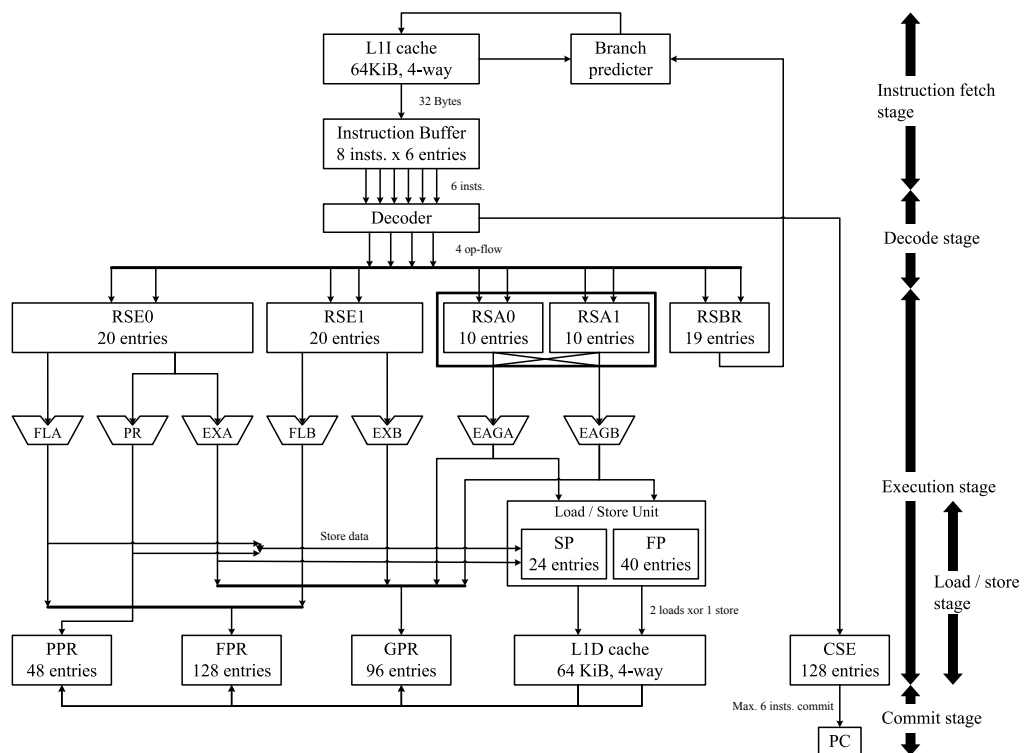 L1I cache
64KiB, 4-way
Branch
predicter
Instruction fetch
stage
32 Bytes
Instruction Buffer
8 insts. x 6 entries
6 insts.
Decoder
Decode stage
4 op-flow
RSE0
20 entries
RSE1
20 entries
RSA0
10 entries
RSA1
10 entries
RSBR
19 entries
FLA
PR
EXA
FLB
EXB
EAGA
EAGB
Execution stage
Load / Store Unit
Store data
SP
24 entries
FP
40 entries
Load / store
stage
2 loads xor 1 store
PPR
48 entries
FPR
128 entries
GPR
96 entries
L1D cache
64 KiB, 4-way
CSE
128 entries
Max. 6 insts. commit
Commit stage
PC